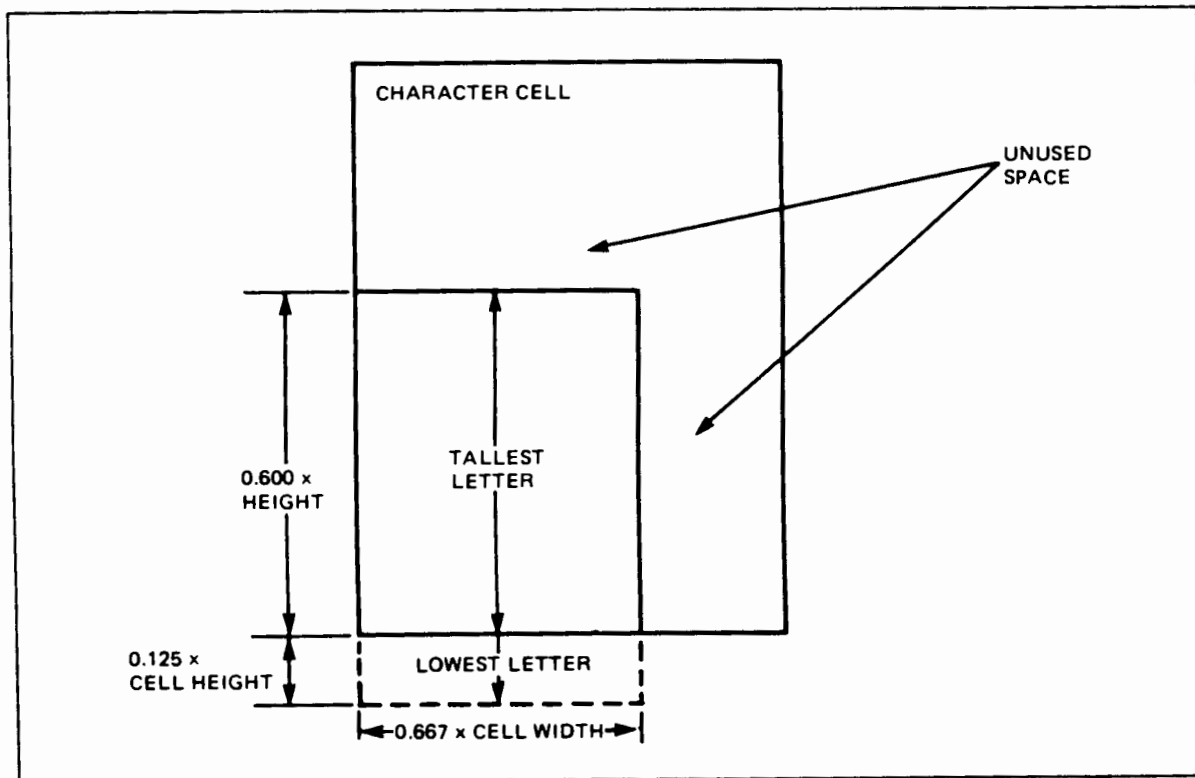 CHARACTER CELL
UNUSED
SPACE
TALLEST
LETTER
0.600 x
HEIGHT
0.125 x
CELL HEIGHT
LOWEST LETTER
0.667 x CELL WIDTH